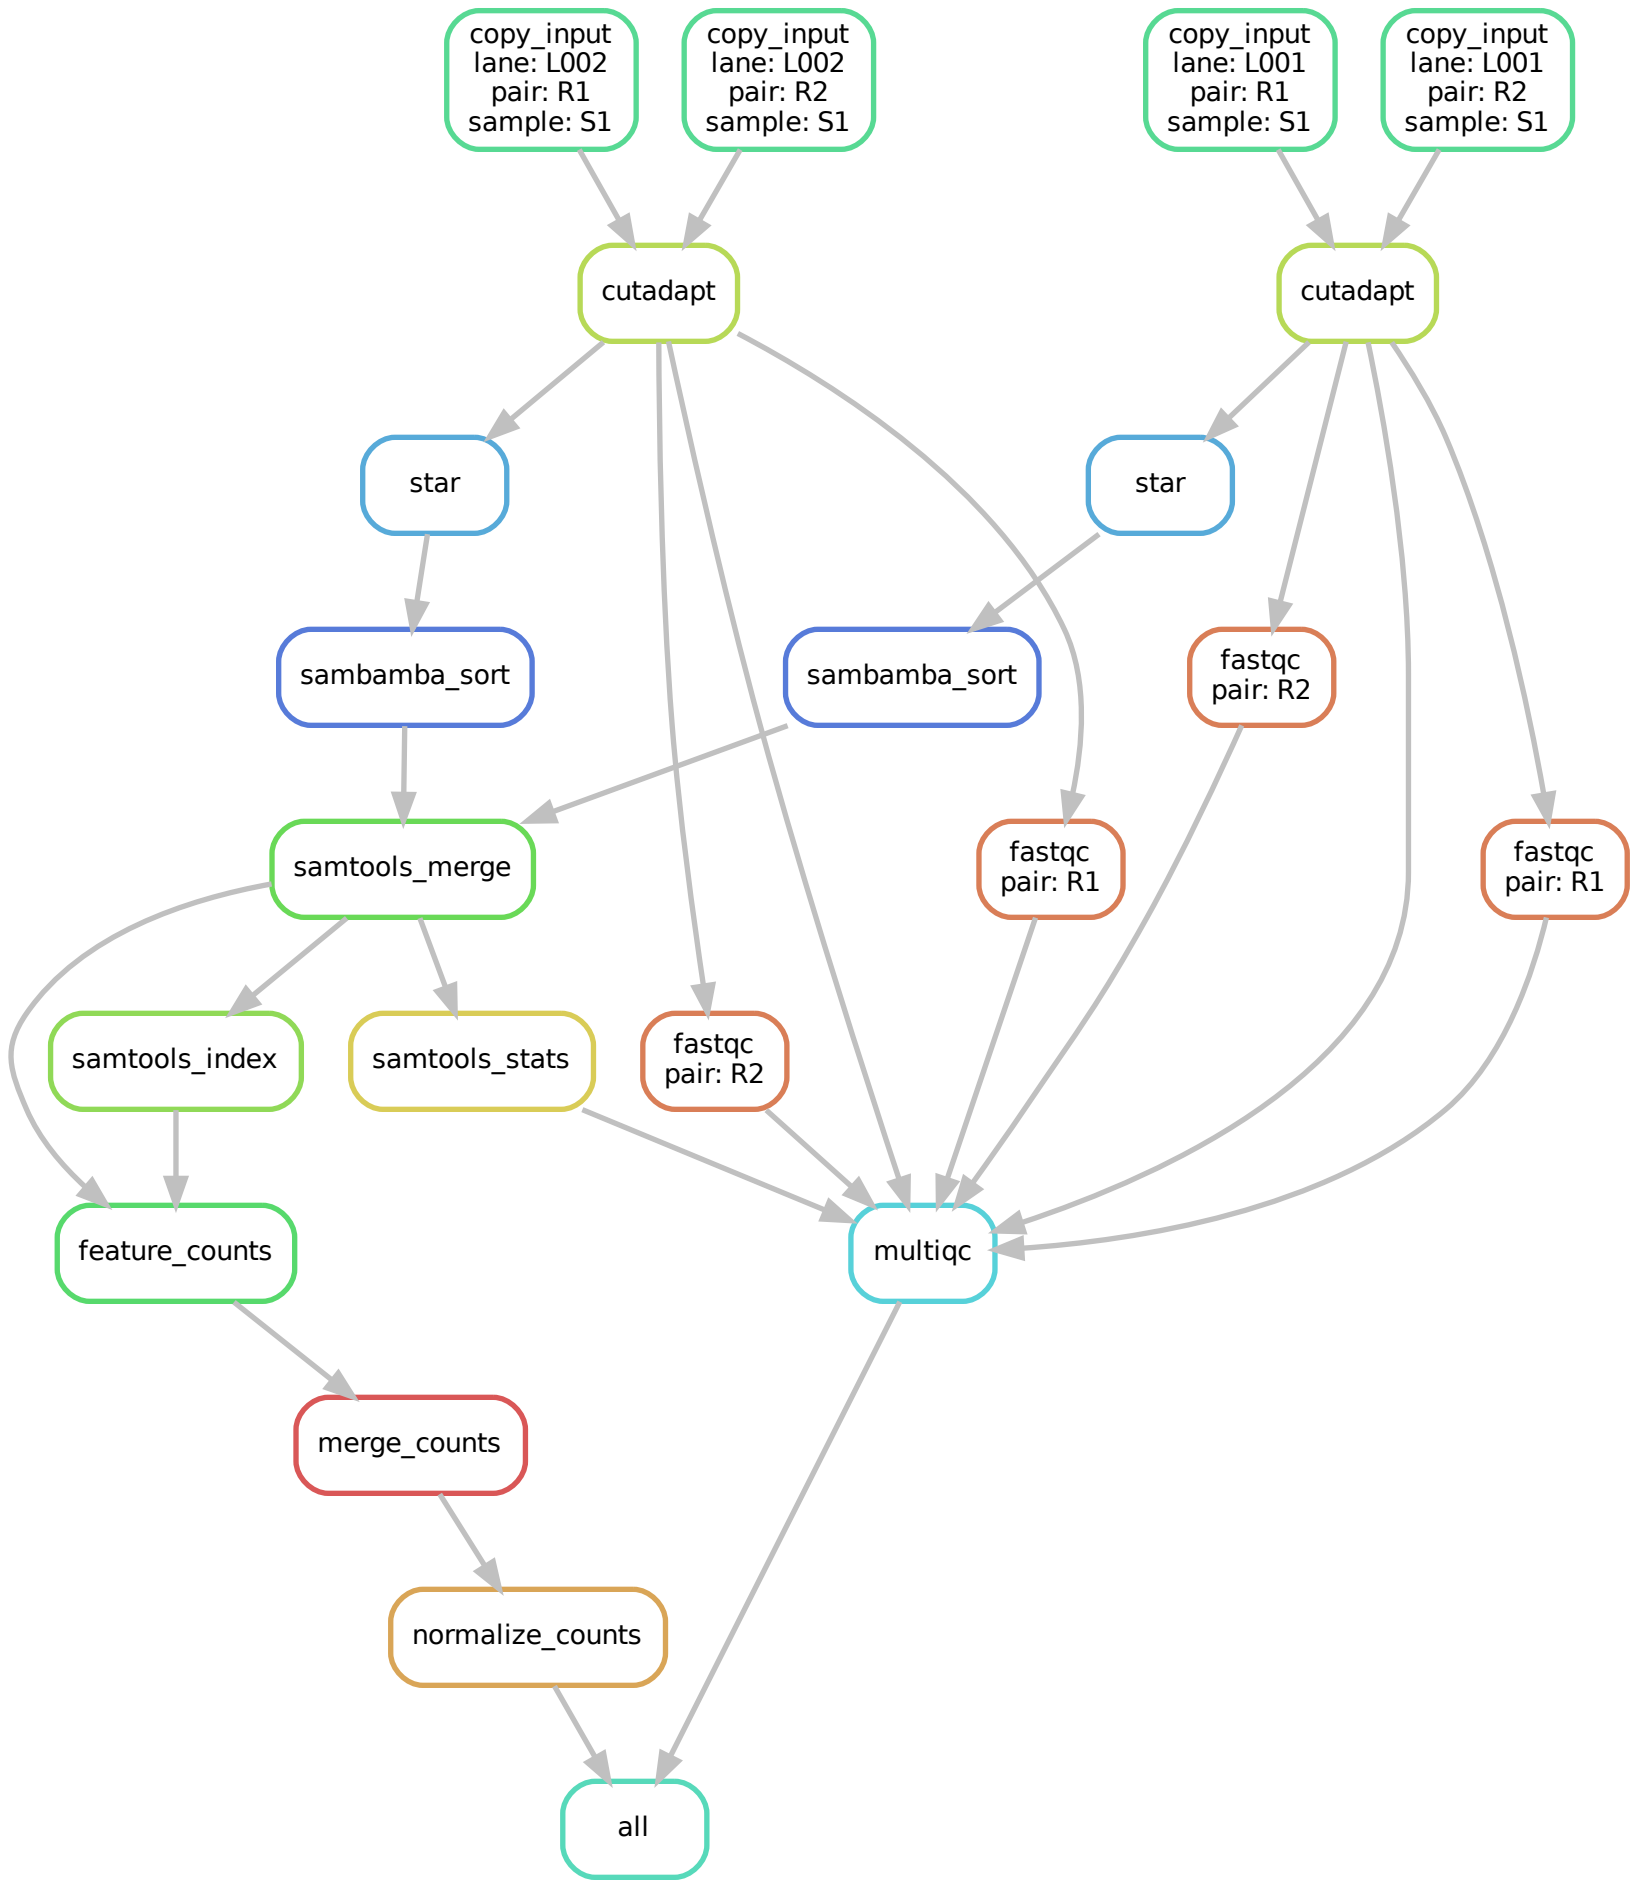 copy_input
lane: L002
pair: R1
sample: S1
copy_input
lane: L002
pair: R2
sample: S1
copy_input
lane: L001
pair: R1
sample: S1
copy_input
lane: L001
pair: R2
sample: S1
cutadapt
cutadapt
star
star
sambamba_sort
sambamba_sort
fastqc
pair: R2
samtools_merge
fastqc
pair: R1
fastqc
pair: R1
samtools_index
samtools_stats
fastqc
pair: R2
feature_counts
multiqc
merge_counts
normalize_counts
all